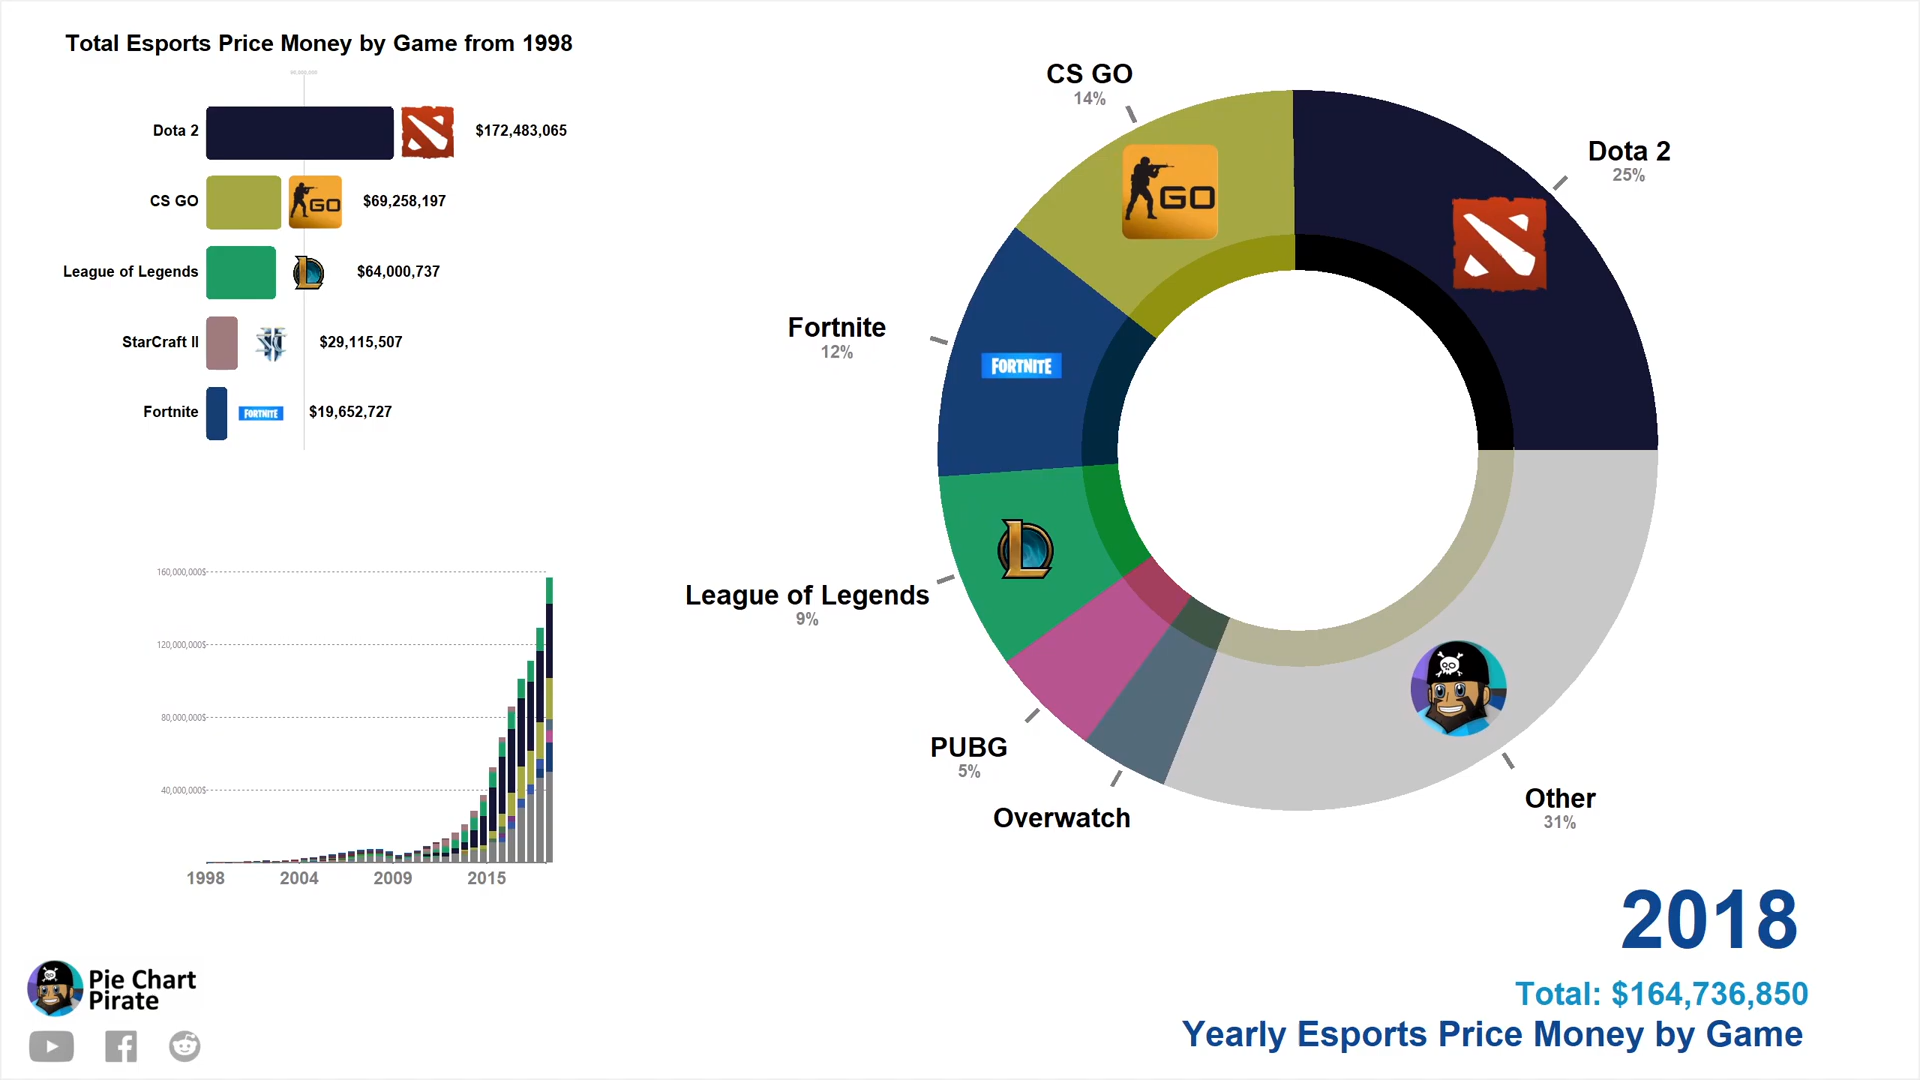 Total Esports Price Money by Game from 1998
Dota 2
$172,483,065
CS GO
GO
$69,258,197
League of Legends
$64,000,737
StarCraft II
$29,115,507
Fortnite
FORTNITE
$19,652,727
CS GO
14%
GO
Dota 2
25%
Fortnite
12%
FORTNITE
League of Legends
9%
PUBG
5%
Overwatch
Other
31%
160,000,000$
120,000,000$
80,000,000$
40,000,000$
1998
2004
2009
2015
2018
Total: $164,736,850
Yearly Esports Price Money by Game
Pie Chart
Pirate